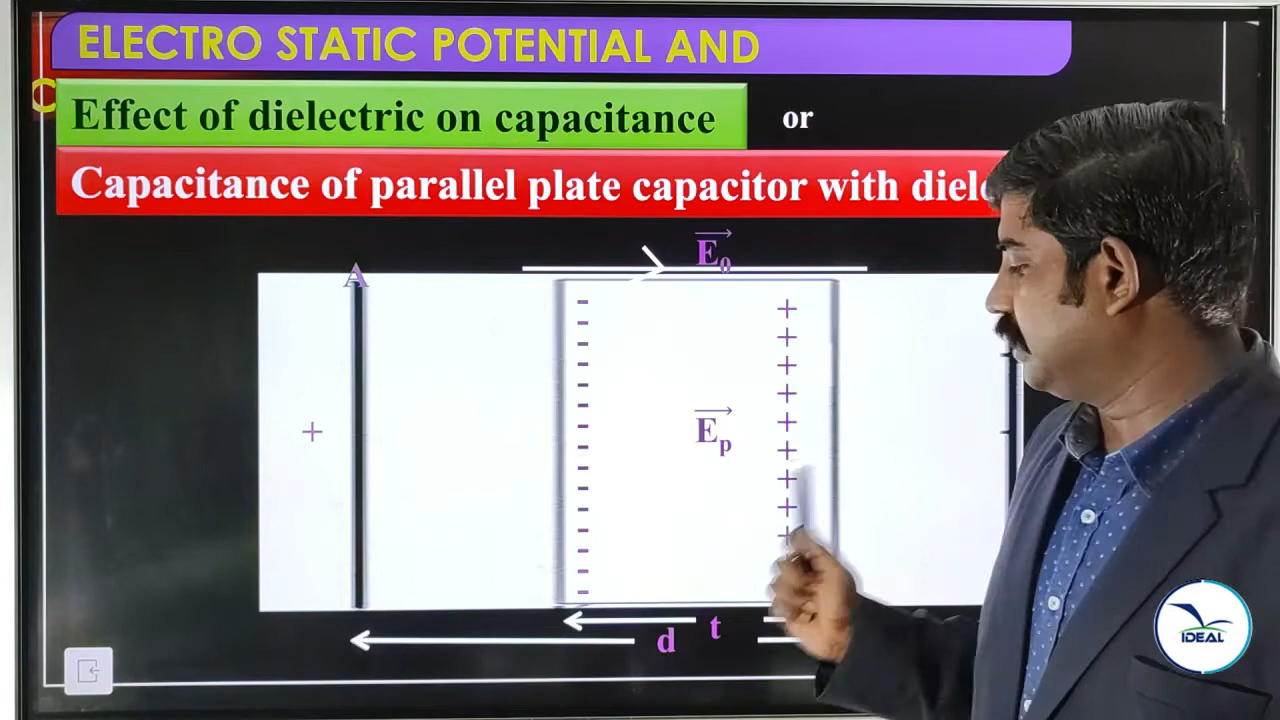 ELECTRO STATIC POTENTIAL AND
C
Effect of dielectric on capacitance or
Capacitance of parallel plate capacitor with
E₀
A
+
- - - - - - - - - - - - - - -
+ + + + + + + + +
Eₚ
t
d
IDEAL